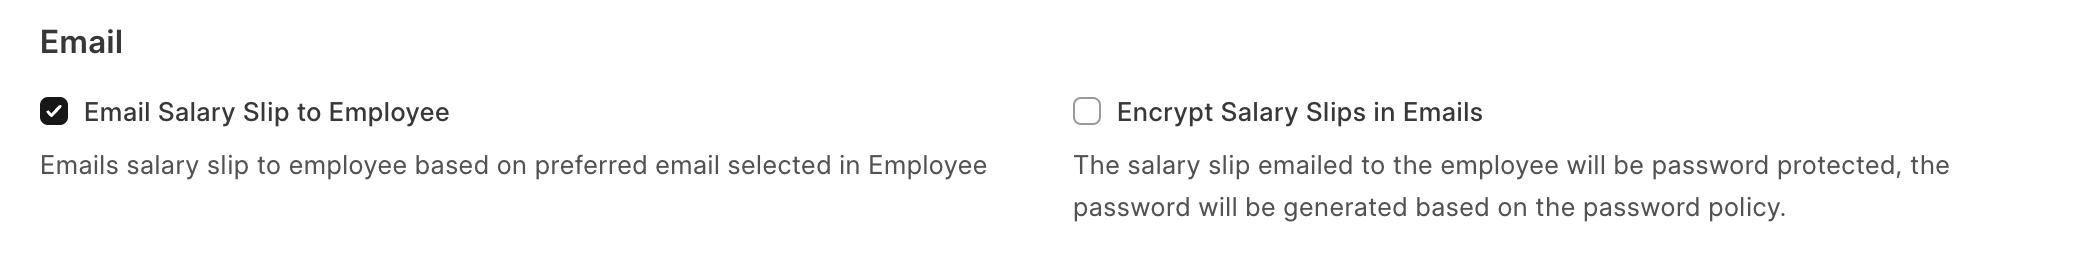 Email
Email Salary Slip to Employee
Emails salary slip to employee based on preferred email selected in Employee
Encrypt Salary Slips in Emails
The salary slip emailed to the employee will be password protected, the
password will be generated based on the password policy.